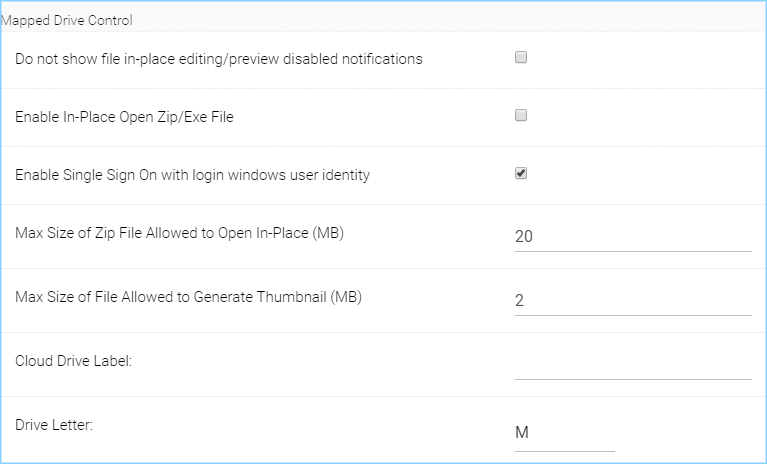 Mapped Drive Control
Do not show file in-place editing/preview disabled notifications
Enable In-Place Open Zip/Exe File
Enable Single Sign On with login windows user identity
Max Size of Zip File Allowed to Open In-Place (MB)
20
Max Size of File Allowed to Generate Thumbnail (MB)
2
Cloud Drive Label:
Drive Letter:
M